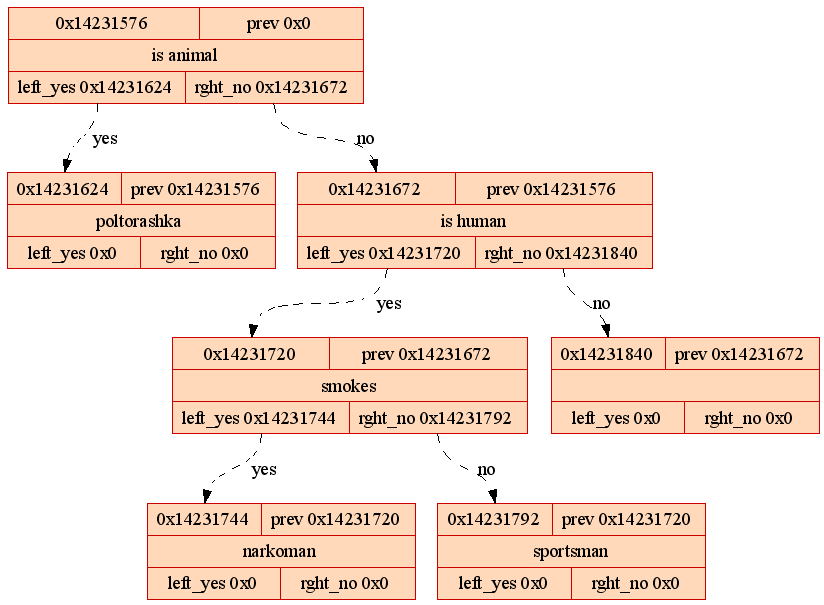 0x14231576 prev 0x0
is animal
left_yes 0x14231624 rght_no 0x14231672
yes no
0x14231624 prev 0x14231576 0x14231672 prev 0x14231576
poltorashka is human
left_yes 0x0 rght_no 0x0 left_yes 0x14231720 rght_no 0x14231840
yes no
0x14231720 prev 0x14231672 0x14231840 prev 0x14231672
smokes
left_yes 0x14231744 rght_no 0x14231792 left_yes 0x0 rght_no 0x0
yes no
0x14231744 prev 0x14231720 0x14231792 prev 0x14231720
narkoman sportsman
left_yes 0x0 rght_no 0x0 left_yes 0x0 rght_no 0x0